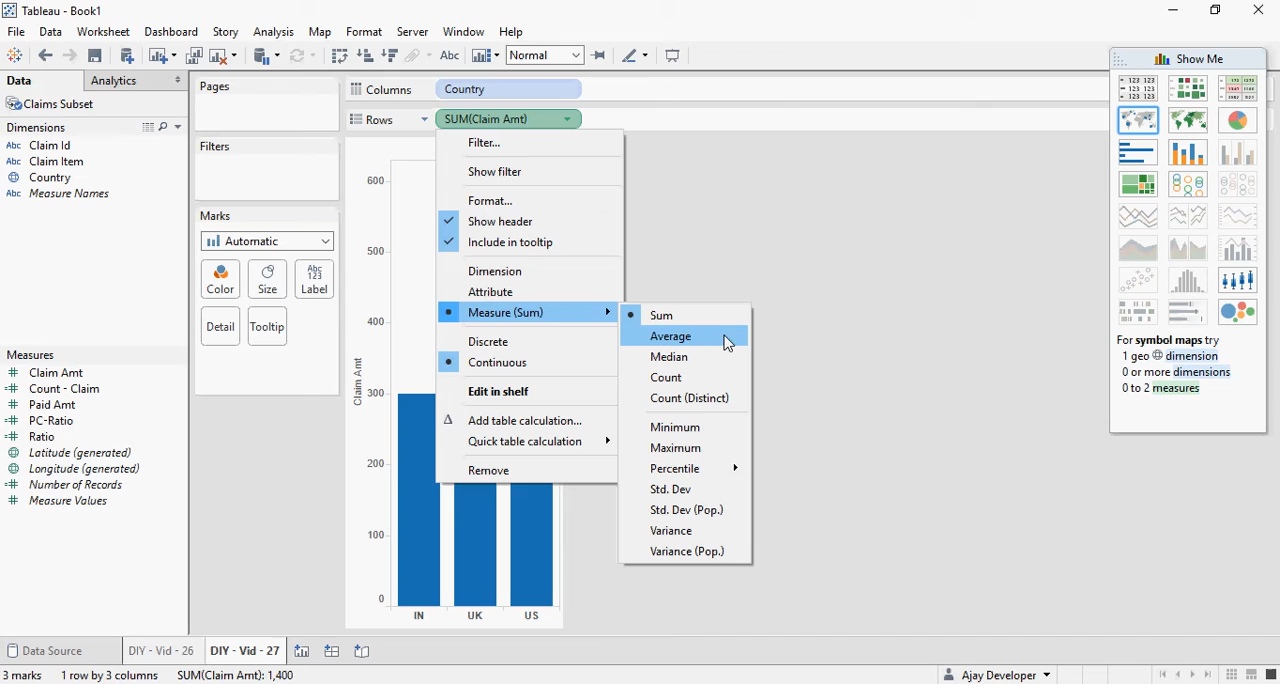 Tableau - Book1
File Data Worksheet Dashboard Story Analysis Map Format Server Window Help
Abc Normal
Data Analytics
Claims Subset
Dimensions
Abc Claim Id
Abc Claim Item
Country
Abc Measure Names
Measures
Claim Amt
Count - Claim
Paid Amt
PC-Ratio
Ratio
Latitude (generated)
Longitude (generated)
Number of Records
Measure Values
Pages
Filters
Marks
Automatic
Color Size Label
Abc
123
Detail Tooltip
Columns Country
Rows SUM(Claim Amt)
Claim Amt
600
500
400
300
200
100
0
IN UK US
Filter...
Show filter
Format...
Show header
Include in tooltip
Dimension
Attribute
Measure (Sum)
Discrete
Continuous
Edit in shelf
Add table calculation...
Quick table calculation
Remove
Sum
Average
Median
Count
Count (Distinct)
Minimum
Maximum
Percentile
Std. Dev
Std. Dev (Pop.)
Variance
Variance (Pop.)
Show Me
For symbol maps try
1 geo dimension
0 or more dimensions
0 to 2 measures
Data Source DIY - Vid - 26 DIY - Vid - 27
3 marks 1 row by 3 columns SUM(Claim Amt): 1,400 Ajay Developer